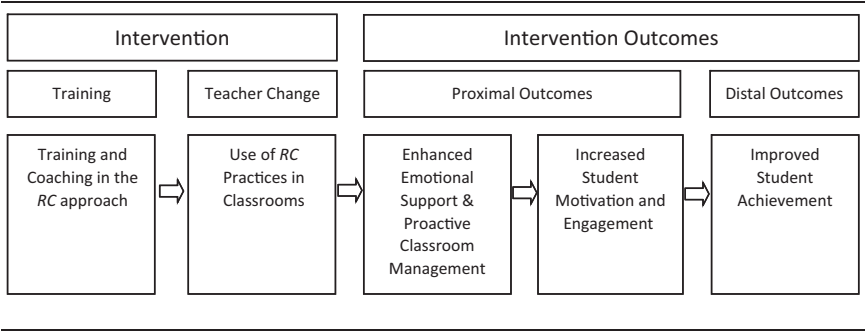 Intervention
Intervention Outcomes
Training
Teacher Change
Proximal Outcomes
Distal Outcomes
Training and
Coaching in the
RC approach
Use of RC
Practices in
Classrooms
Enhanced
Emotional
Support &
Proactive
Classroom
Management
Increased
Student
Motivation and
Engagement
Improved
Student
Achievement